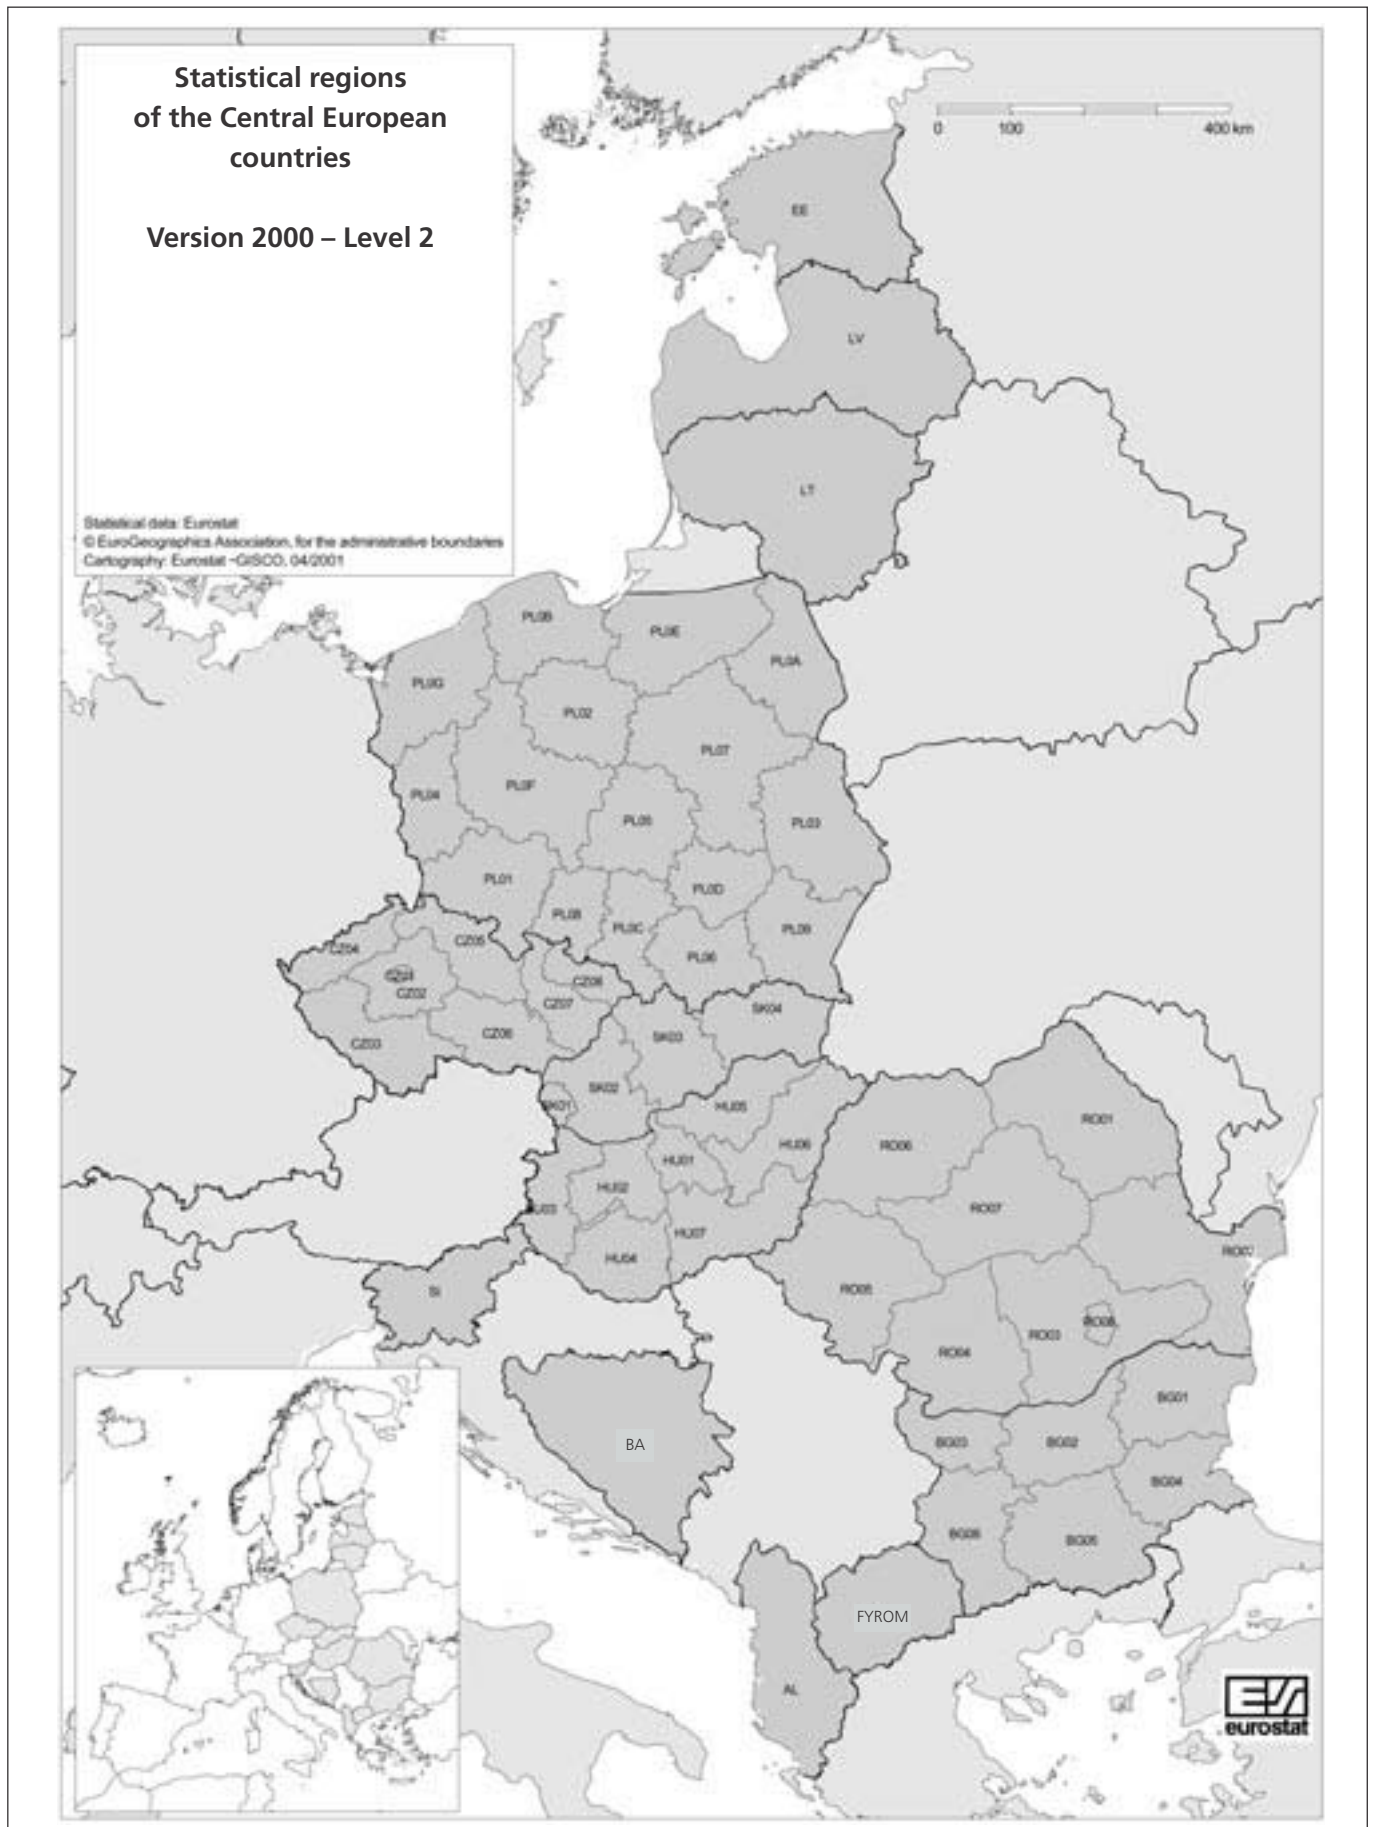 Statistical regions
of the Central European
countries
Version 2000 – Level 2
Statistical data: Eurostat
© EuroGeographics Association, for the administrative boundaries
Cartography: Eurostat -GISCO, 04/2001
0 100 400 km
EE
LV
LT
PL0B
PL0E
PL0A
PL0G
PL02
PL07
PL0F
PL04
PL05
PL03
PL01
PL0D
PL0B
PL0C
PL09
PL06
CZ05
CZ04
CZ02
CZ08
CZ07
CZ06
CZ03
SK04
SK03
SK02
SK01
HU05
HU06
HU01
HU02
HU03
HU07
HU04
RO01
RO06
RO07
RO05
RO03
RO08
RO04
SI
BG01
BG03
BG02
BG04
BG06
BG05
BA
FYROM
AL
eurostat